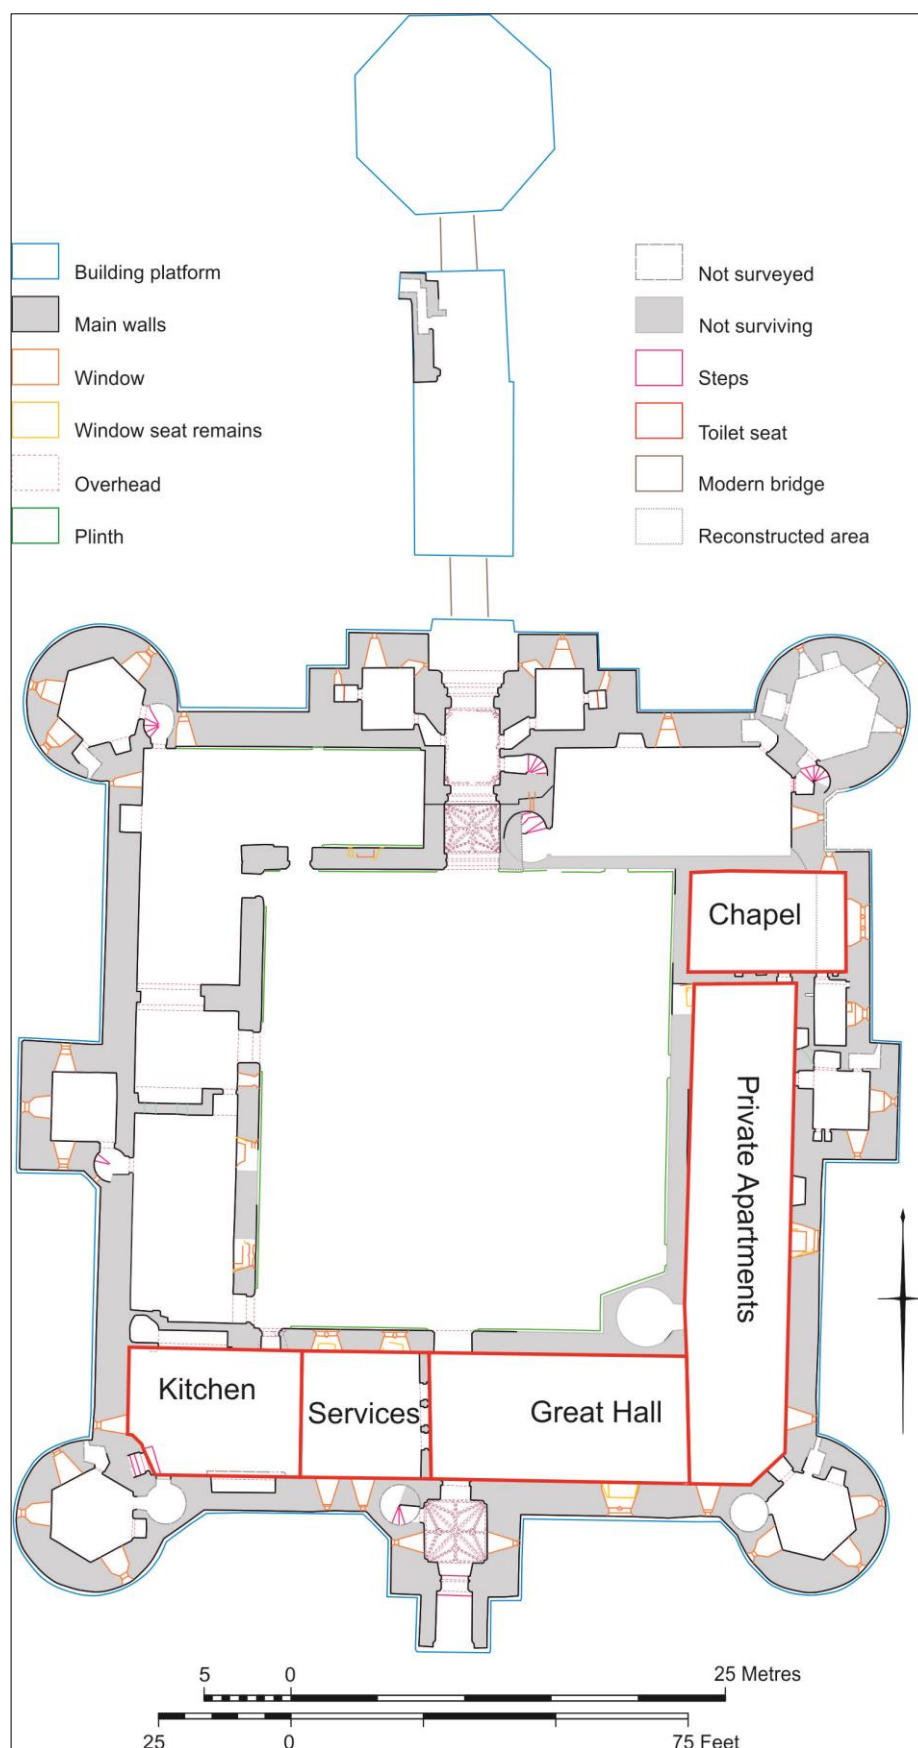 Building platform
Main walls
Window
Window seat remains
Overhead
Plinth
Not surveyed
Not surviving
Steps
Toilet seat
Modern bridge
Reconstructed area
Chapel
Private Apartments
Kitchen
Services
Great Hall
5 0 25 Metres
25 0 75 Feet